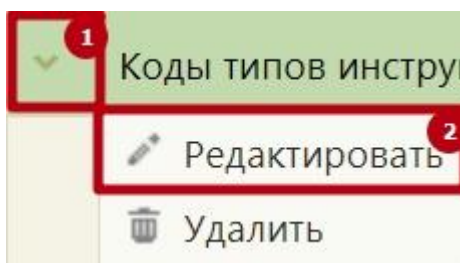 1
Коды типов инстру
2
Редактировать
Удалить